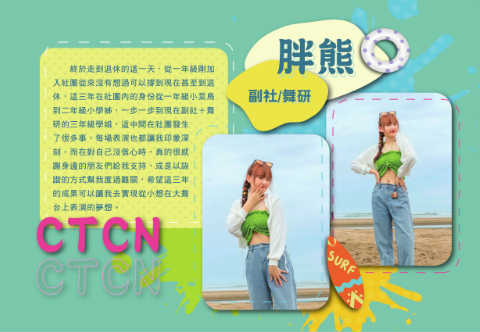 胖熊
副社/舞研
終於走到退休的這一天，從一年級剛加
入社團從來沒有想過可以撐到現在甚至到退
休，這三年在社團內的身份從一年級小菜鳥
到二年級小學姊，一步一步到現在副社＋舞
研的三年級學姐，這中間在社團發生
了很多事，每場表演也都讓我印象深
刻，而在對自己沒信心時，真的很感
謝身邊的朋友們給我支持，或是以詼
諧的方式幫我度過難關，希望這三年
的成果可以讓我去實現從小想在大舞
台上表演的夢想。
CTCN
CTCN
SURF